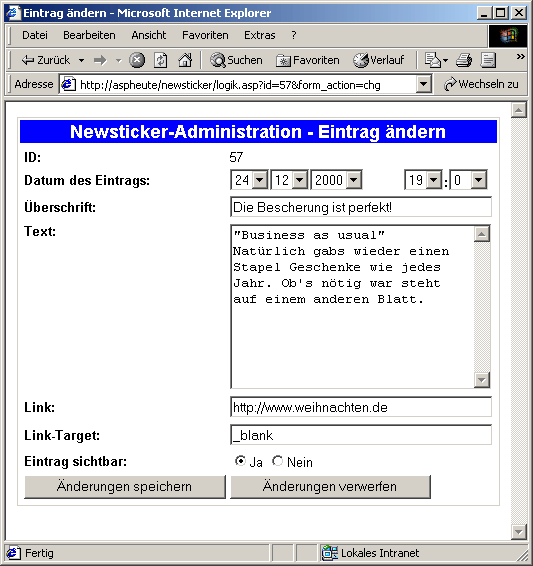 Eintrag ändern - Microsoft Internet Explorer
Datei Bearbeiten Ansicht Favoriten Extras ?
Zurück Suchen Favoriten Verlauf
Adresse http://aspheute/newsticker/logik.asp?id=57&form_action=chg Wechseln zu
Newsticker-Administration - Eintrag ändern
ID: 57
Datum des Eintrags: 24 12 2000 19 : 0
Überschrift: Die Bescherung ist perfekt!
Text: "Business as usual"
Natürlich gabs wieder einen
Stapel Geschenke wie jedes
Jahr. Ob's nötig war steht
auf einem anderen Blatt.
Link: http://www.weihnachten.de
Link-Target: _blank
Eintrag sichtbar: Ja Nein
Änderungen speichern Änderungen verwerfen
Fertig Lokales Intranet